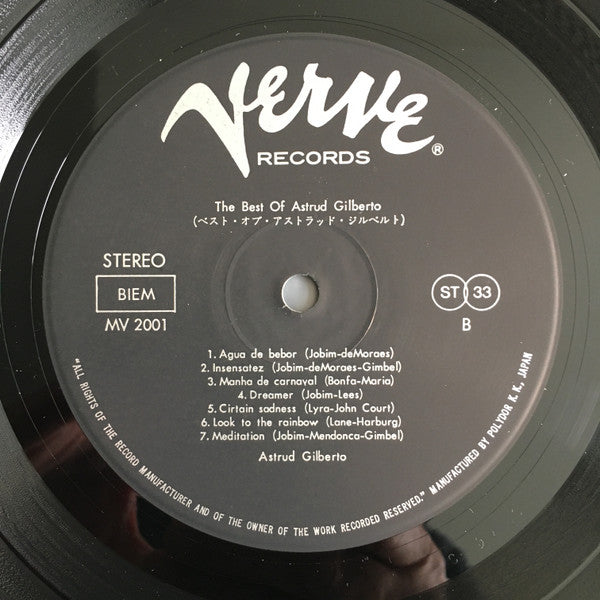 Verve®
RECORDS
The Best Of Astrud Gilberto
(ベスト・オブ・アストラッド・ジルベルト)
STEREO
BIEM
MV 2001
ST 33
B
1. Agua de bebor (Jobim-deMoraes)
2. Insensatez (Jobim-deMoraes-Gimbel)
3. Manha de carnaval (Bonfa-Maria)
4. Dreamer (Jobim-Lees)
5. Cirtain sadness (Lyra-John Court)
6. Look to the rainbow (Lane-Harburg)
7. Meditation (Jobim-Mendonca-Gimbel)
Astrud Gilberto
"ALL RIGHTS OF THE RECORD MANUFACTURER AND OF THE OWNER OF THE WORK RECORDED RESERVED." MANUFACTURED BY POLYDOR K.K., JAPAN